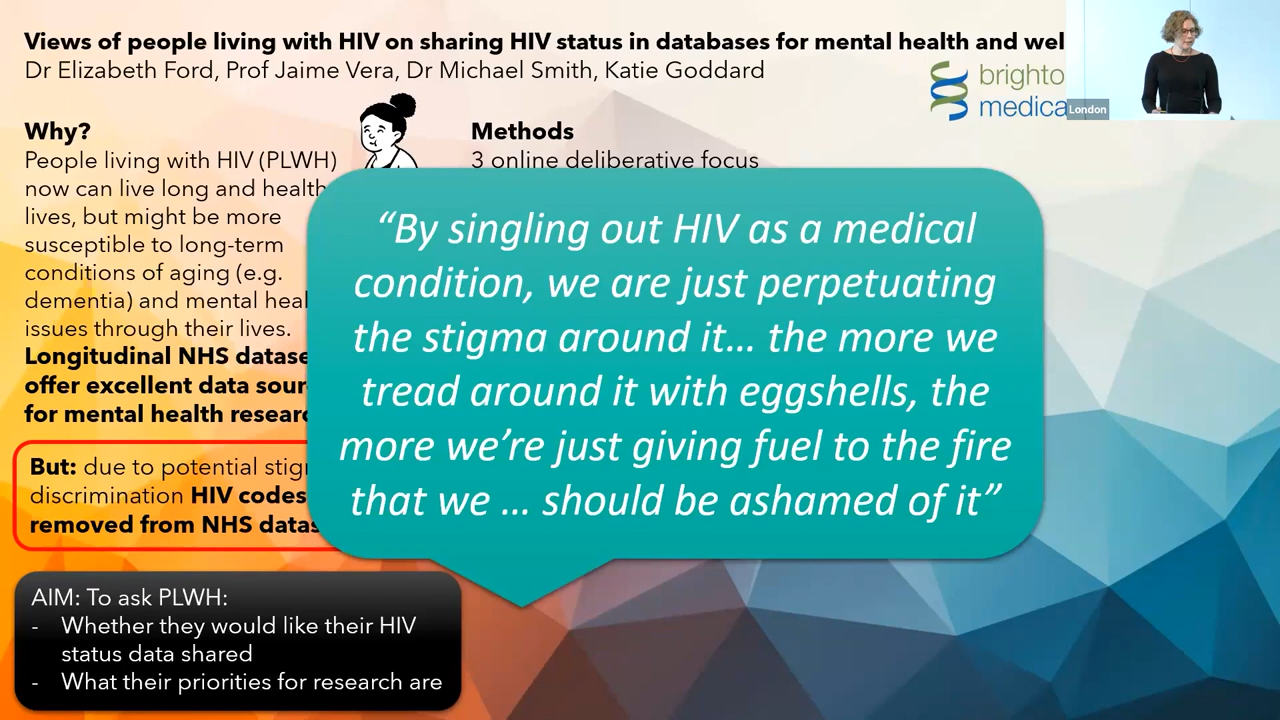 Views of people living with HIV on sharing HIV status in databases for mental health and wel
Dr Elizabeth Ford, Prof Jaime Vera, Dr Michael Smith, Katie Goddard
brighto
medica
London
Why?
People living with HIV (PLWH)
now can live long and health
lives, but might be more
susceptible to long-term
conditions of aging (e.g.
dementia) and mental heal
issues through their lives.
Longitudinal NHS datase
offer excellent data sour
for mental health researc
But: due to potential stig
discrimination HIV codes
removed from NHS datas
AIM: To ask PLWH:
- Whether they would like their HIV
status data shared
- What their priorities for research are
Methods
3 online deliberative focus
“By singling out HIV as a medical
condition, we are just perpetuating
the stigma around it… the more we
tread around it with eggshells, the
more we’re just giving fuel to the fire
that we … should be ashamed of it”